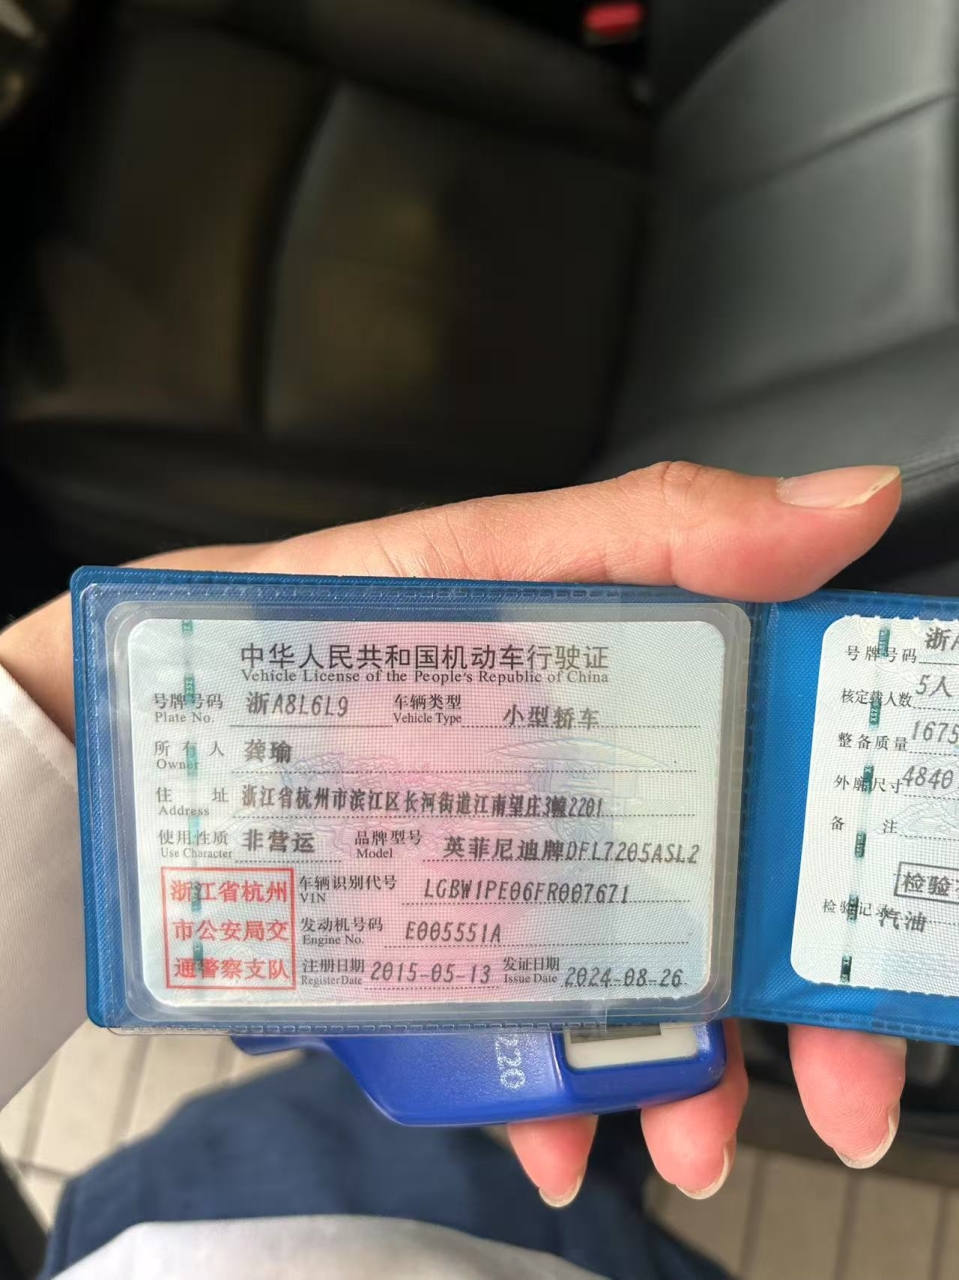 中华人民共和国机动车行驶证
Vehicle License of the People's Republic of China
号牌号码 浙A8L6L9 车辆类型 小型轿车
Plate No. Vehicle Type
所有人 龚瑜
Owner
住址 浙江省杭州市滨江区长河街道江南望庄3幢2201
Address
使用性质 非营运 品牌型号 英菲尼迪牌DFL7205ASL2
Use Character Model
浙江省杭州
市公安局交
通警察支队
车辆识别代号 LGBW1PE06FR007671
VIN
发动机号码 E005551A
Engine No.
注册日期 2015-05-13 发证日期 2024-08-26
Register Date Issue Date
号牌号码 浙A
核定载人数 5人
整备质量 1675
外廓尺寸 4840
备注
检验
检验记 汽油
220